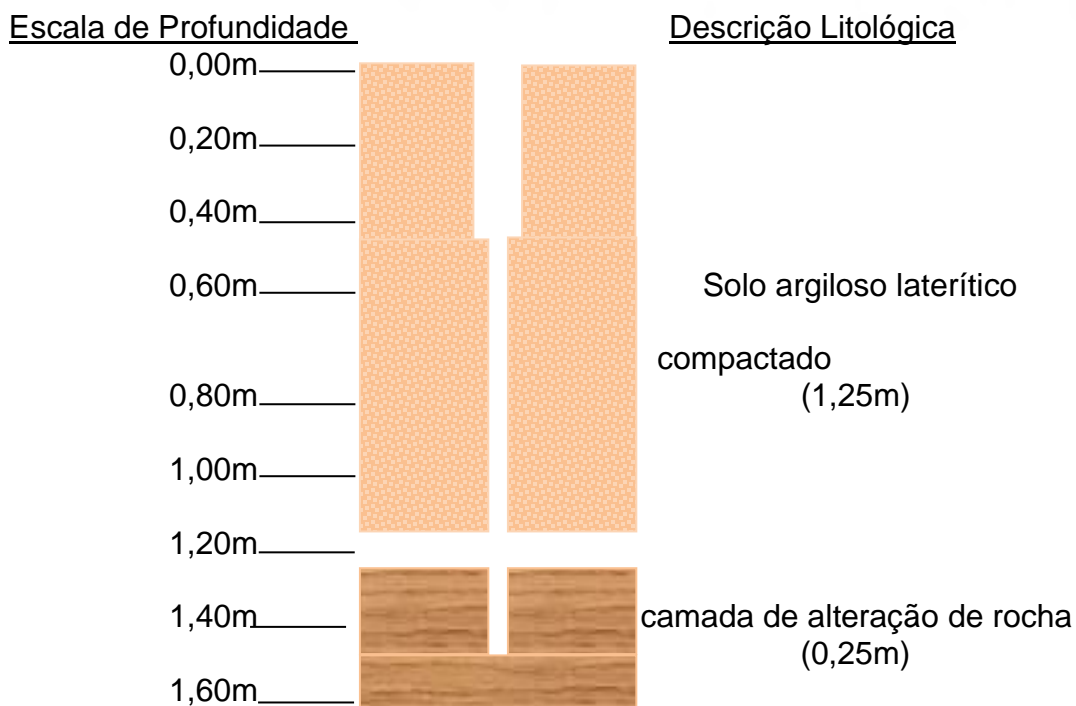 Escala de Profundidade
Descrição Litológica
0,00m
0,20m
0,40m
0,60m
Solo argiloso laterítico
compactado
0,80m
(1,25m)
1,00m
1,20m
1,40m
camada de alteração de rocha
(0,25m)
1,60m